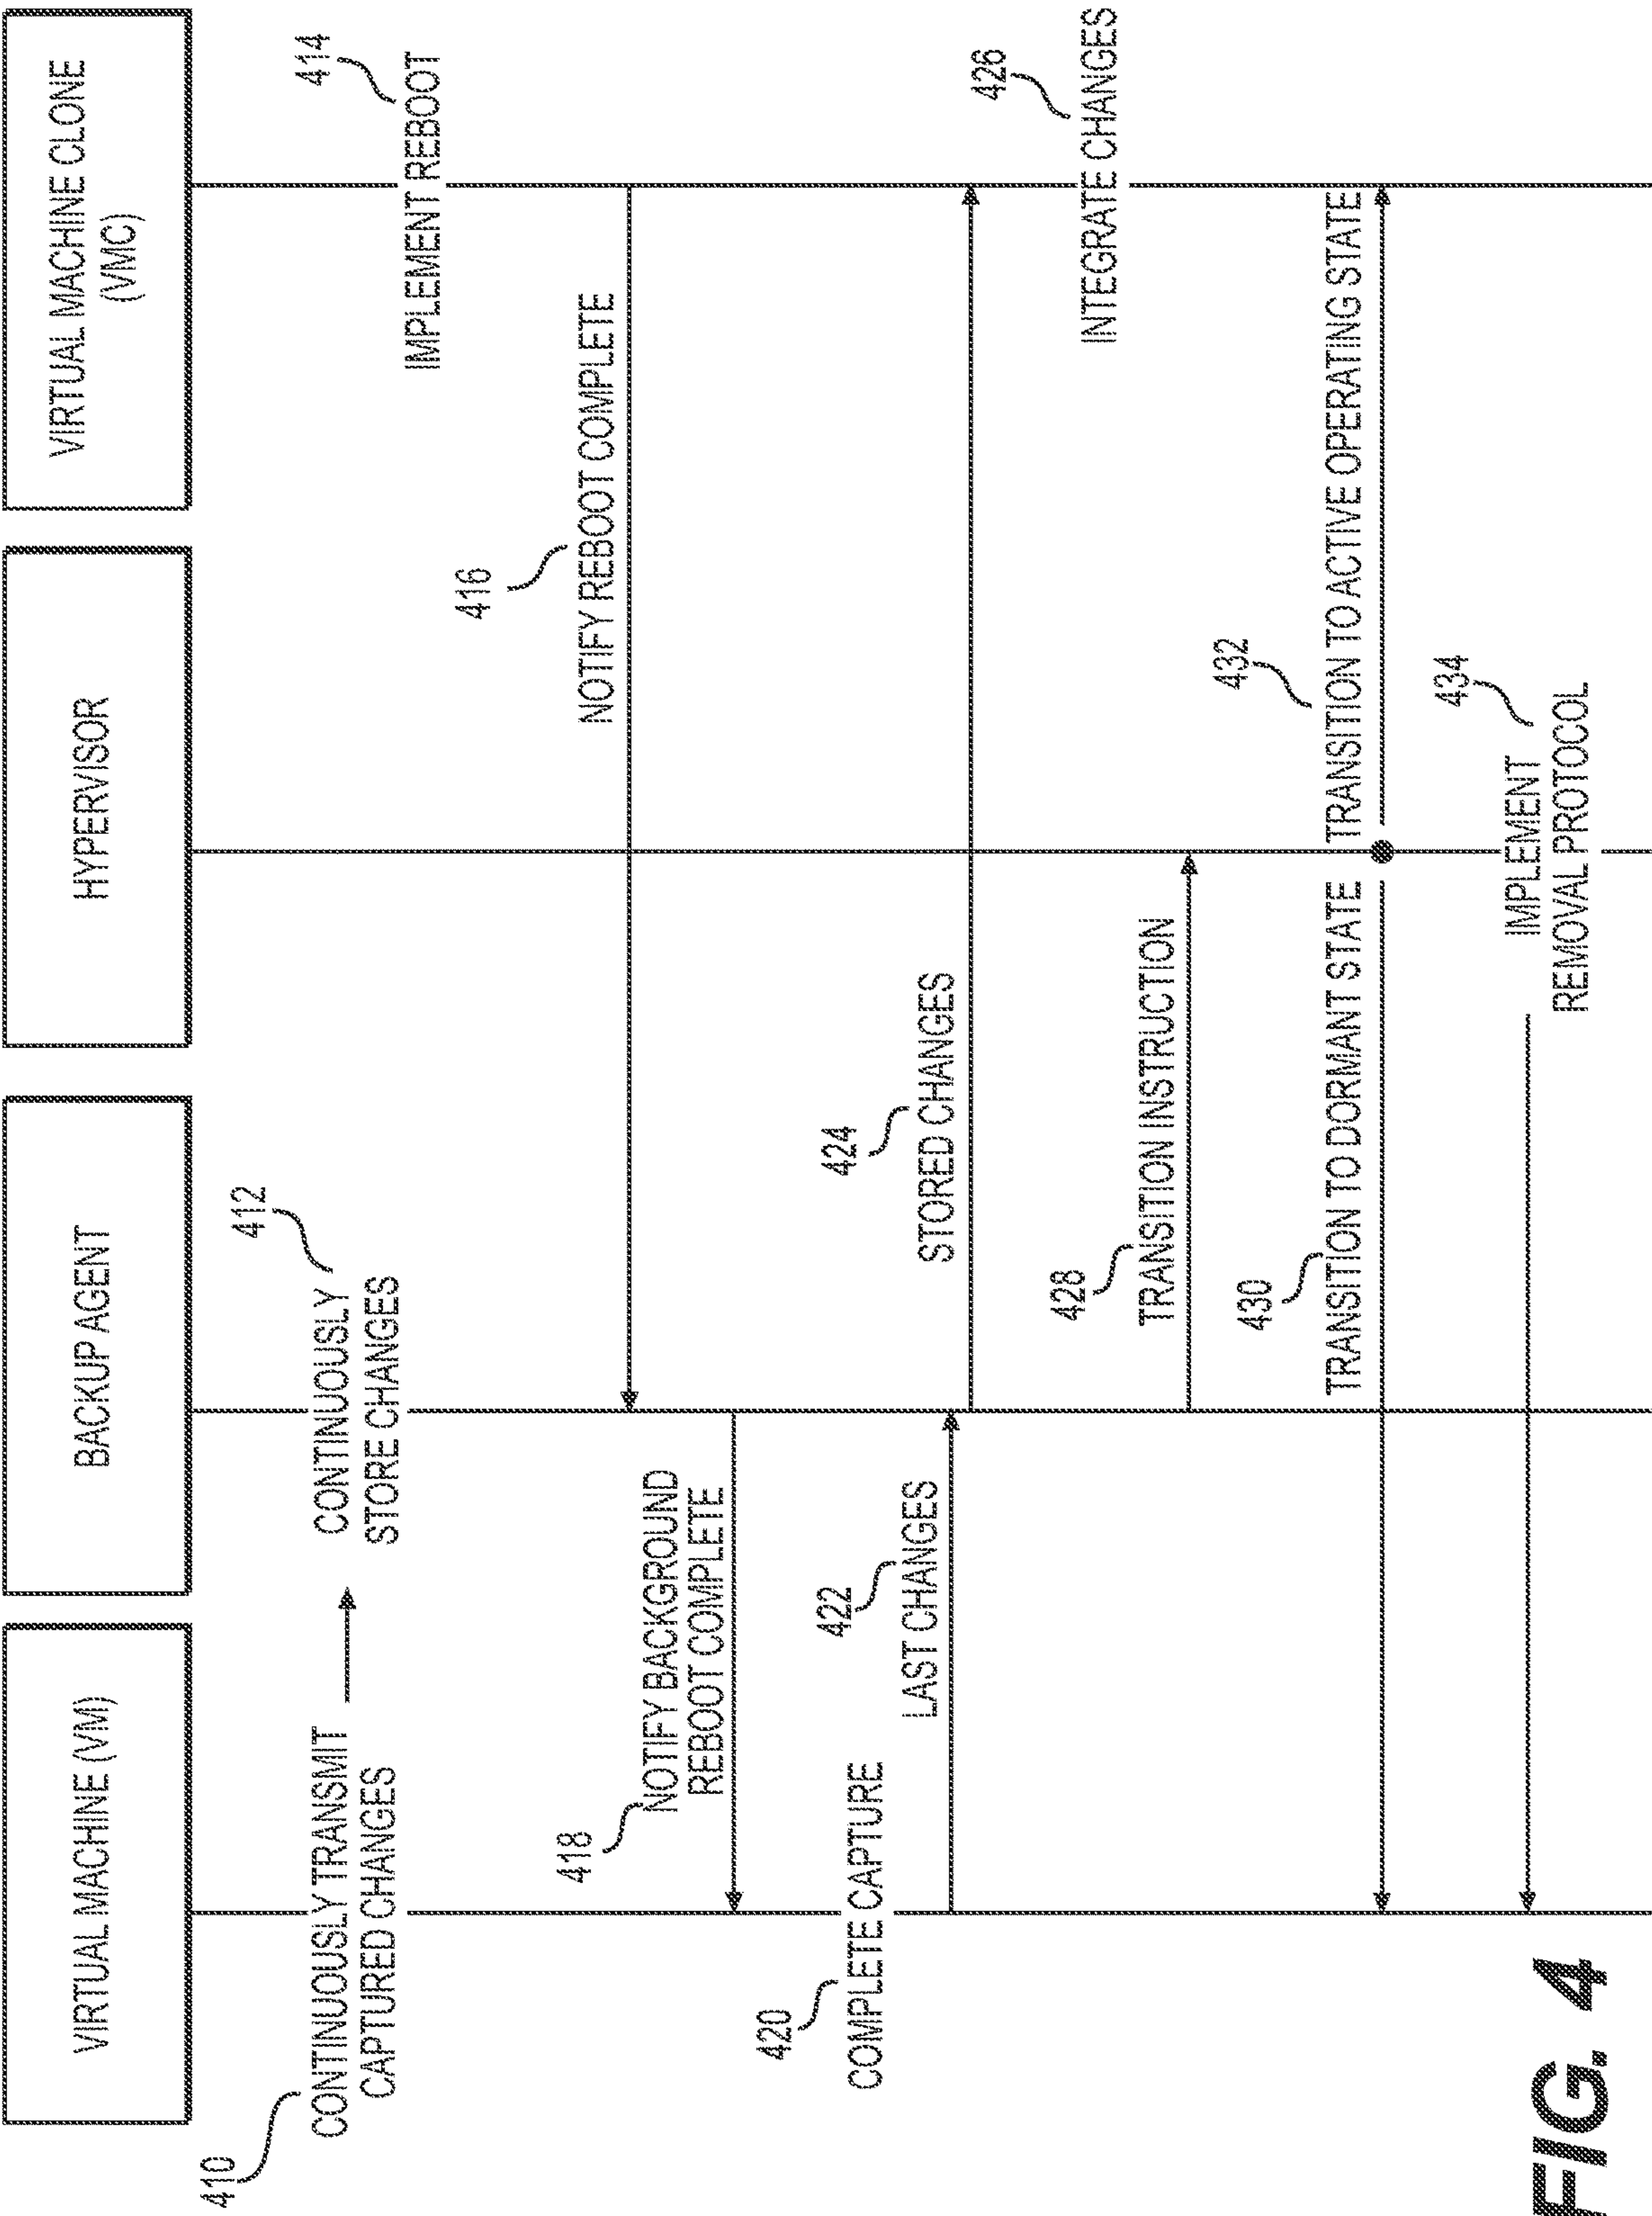 VIRTUAL MACHINE (VM)
BACKUP AGENT
HYPERVISOR
VIRTUAL MACHINE CLONE
(VMC)
410
CONTINUOUSLY TRANSMIT
CAPTURED CHANGES
412
CONTINUOUSLY
STORE CHANGES
414
IMPLEMENT REBOOT
416
NOTIFY REBOOT COMPLETE
418
NOTIFY BACKGROUND
REBOOT COMPLETE
420
COMPLETE CAPTURE
422
LAST CHANGES
424
STORED CHANGES
426
INTEGRATE CHANGES
428
TRANSITION INSTRUCTION
430
TRANSITION TO DORMANT STATE
432
TRANSITION TO ACTIVE OPERATING STATE
434
IMPLEMENT
REMOVAL PROTOCOL
FIG. 4